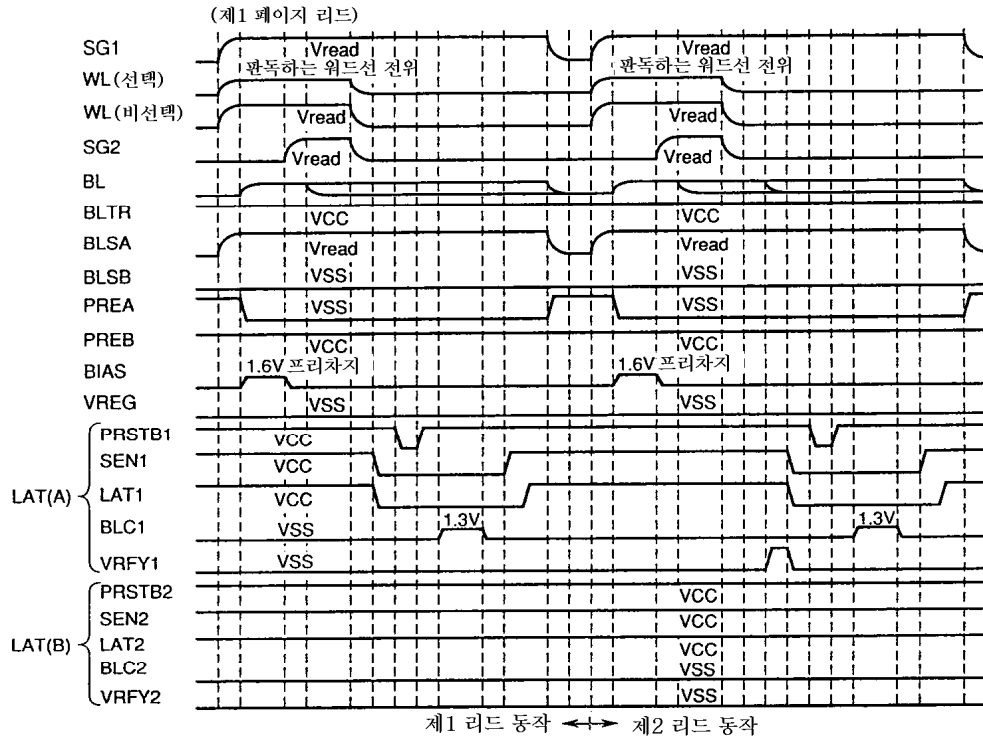 (제1 페이지 리드)
SG1 Vread Vread
WL(선택) 판독하는 워드선 전위 판독하는 워드선 전위
WL(비선택) Vread Vread
SG2 Vread Vread
BL
BLTR VCC VCC
BLSA Vread Vread
BLSB VSS VSS
PREA VSS VSS
PREB VCC VCC
BIAS 1.6V 프리차지 1.6V 프리차지
VREG VSS VSS
LAT(A)
PRSTB1 VCC
SEN1 VCC
LAT1 VCC
BLC1 VSS 1.3V 1.3V
VRFY1 VSS
LAT(B)
PRSTB2 VCC
SEN2 VCC
LAT2 VCC
BLC2 VSS
VRFY2 VSS
제1 리드 동작 제2 리드 동작